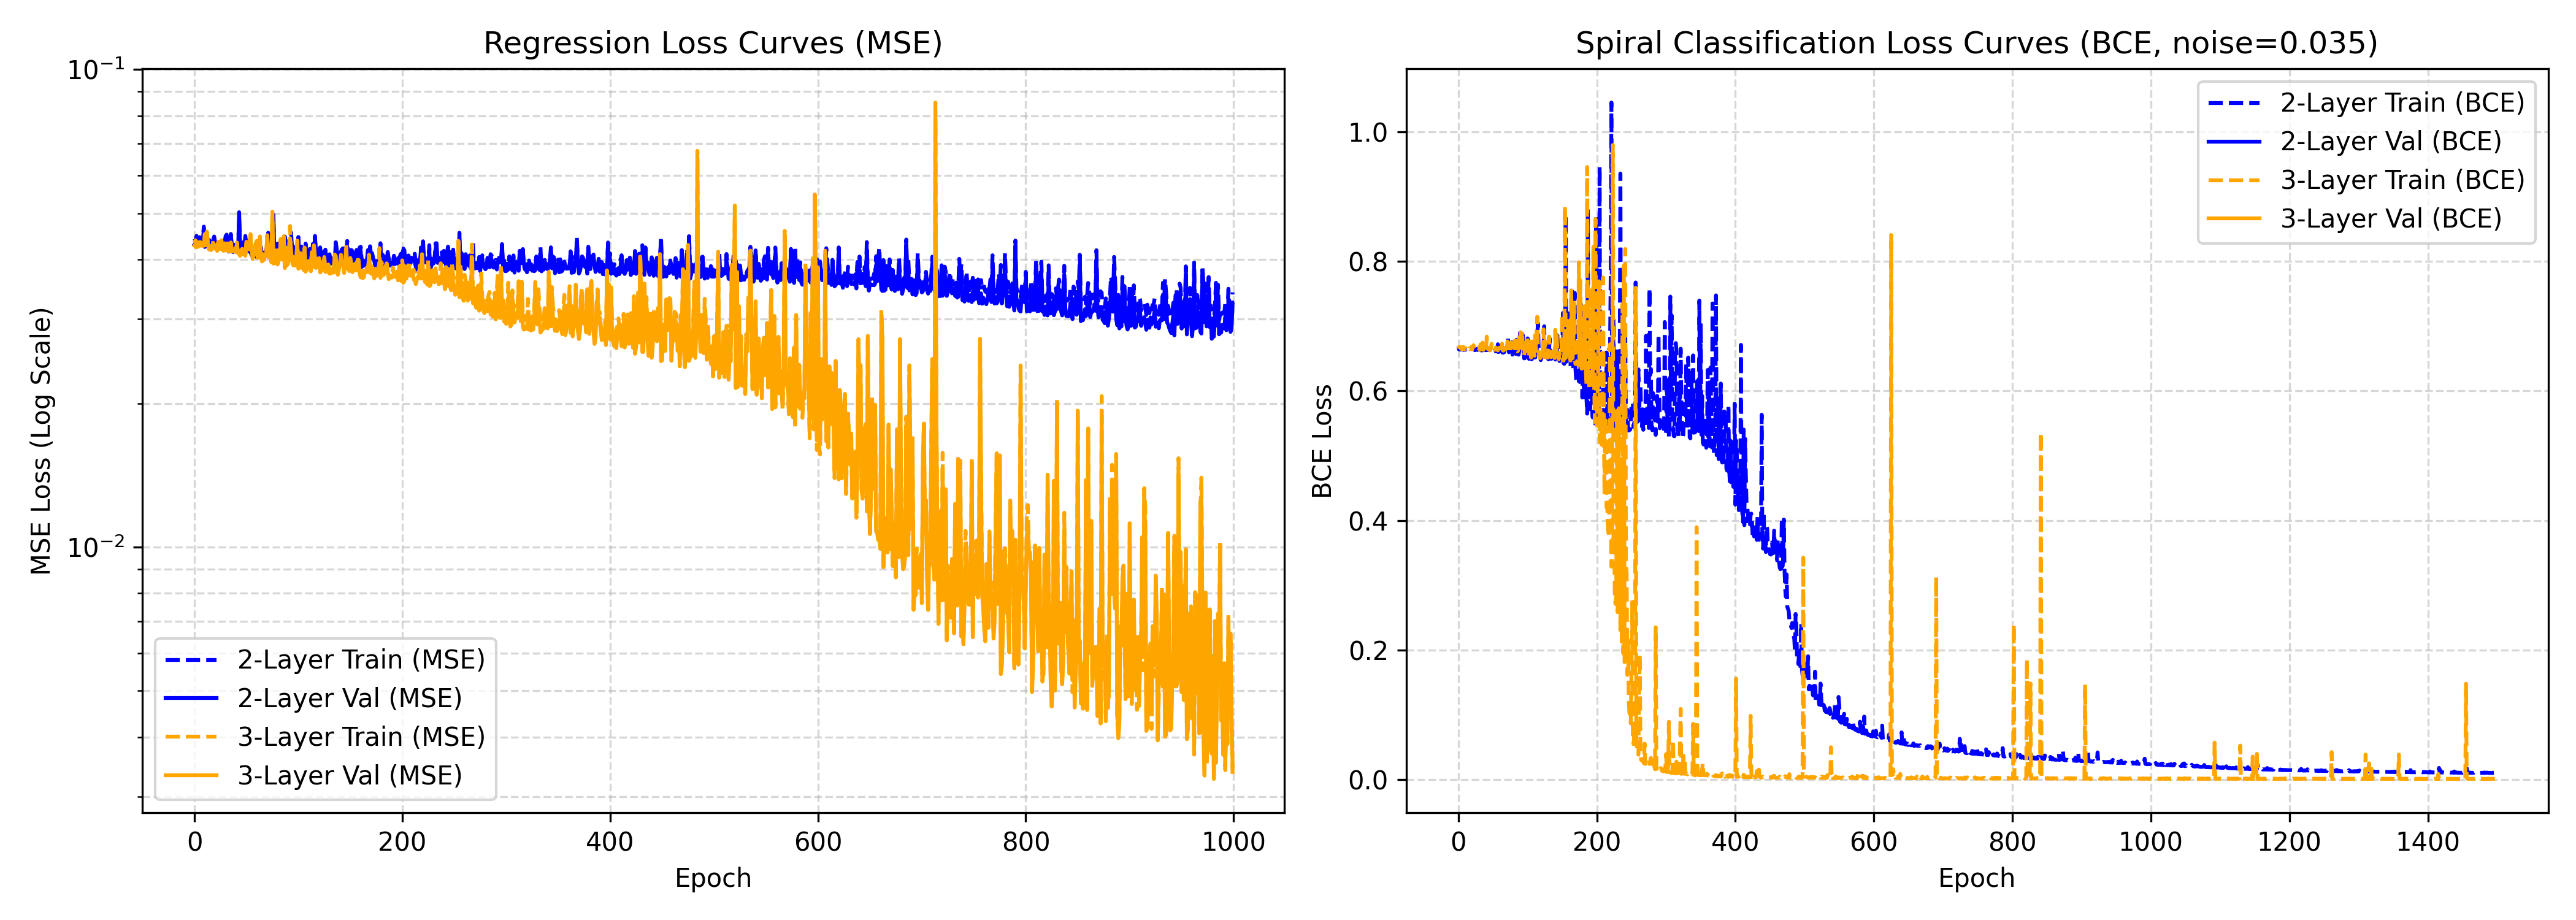 Regression Loss Curves (MSE)
MSE Loss (Log Scale)
10⁻¹
10⁻²
2-Layer Train (MSE)
2-Layer Val (MSE)
3-Layer Train (MSE)
3-Layer Val (MSE)
0 200 400 600 800 1000
Epoch
Spiral Classification Loss Curves (BCE, noise=0.035)
BCE Loss
1.0
0.8
0.6
0.4
0.2
0.0
2-Layer Train (BCE)
2-Layer Val (BCE)
3-Layer Train (BCE)
3-Layer Val (BCE)
0 200 400 600 800 1000 1200 1400
Epoch